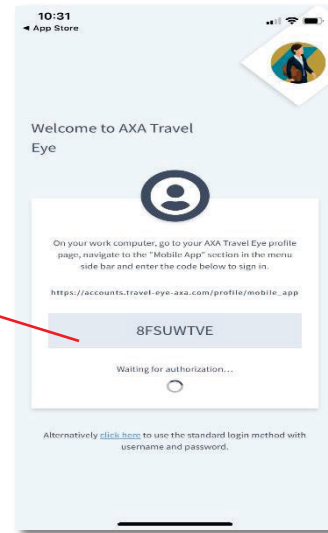 10:31
◄ App Store
Welcome to AXA Travel
Eye
On your work computer, go to your AXA Travel Eye profile
page, navigate to the "Mobile App" section in the menu
side bar and enter the code below to sign in.
https://accounts.travel-eye-axa.com/profile/mobile_app
8FSUWTVE
Waiting for authorization...
Alternatively click here to use the standard login method with
username and password.